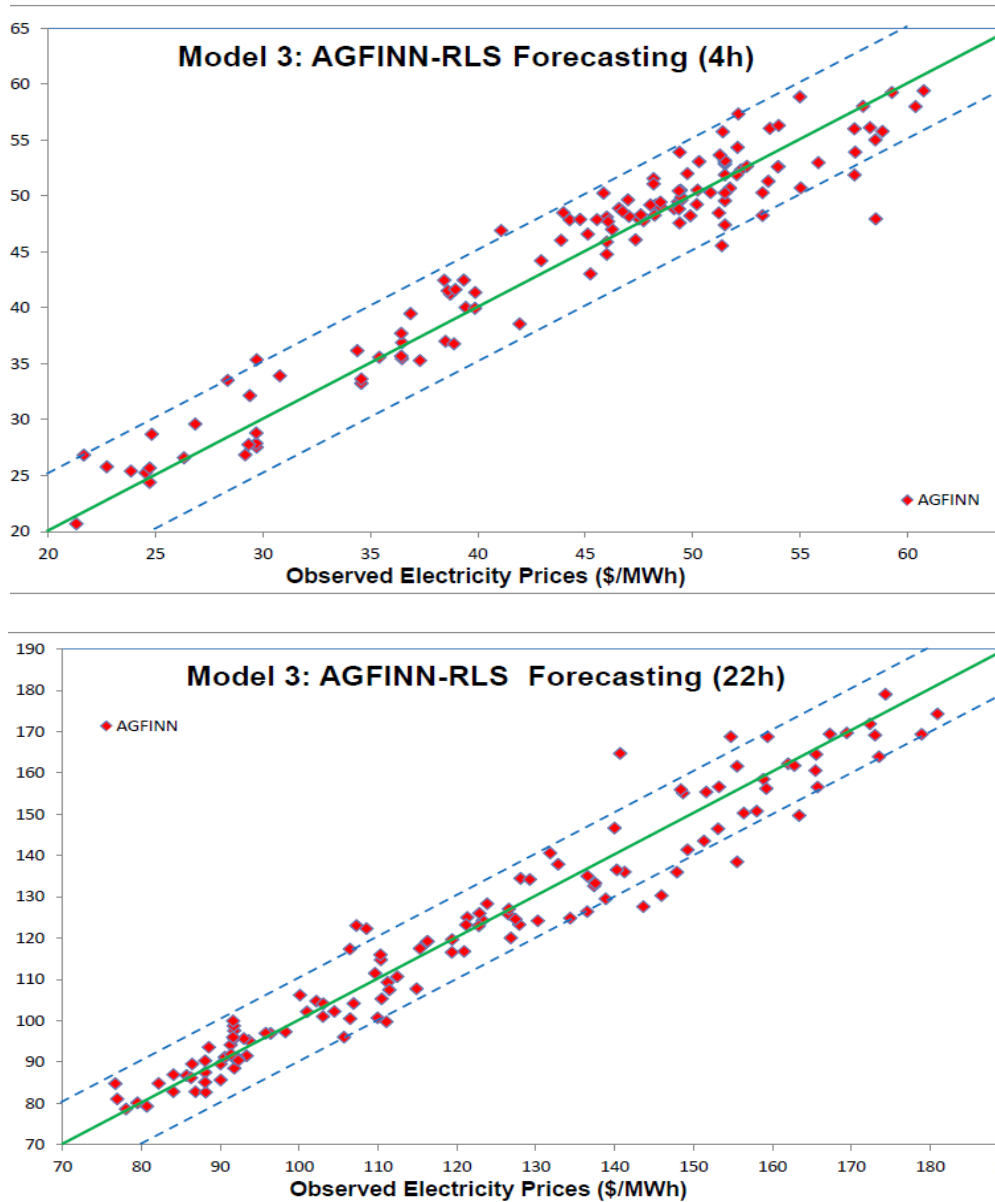 Model 3: AGFINN-RLS Forecasting (4h)
65
60
55
50
45
40
35
30
25
20
AGFINN
20 25 30 35 40 45 50 55 60
Observed Electricity Prices ($/MWh)
Model 3: AGFINN-RLS Forecasting (22h)
190
180
170
160
150
140
130
120
110
100
90
80
70
AGFINN
70 80 90 100 110 120 130 140 150 160 170 180
Observed Electricity Prices ($/MWh)